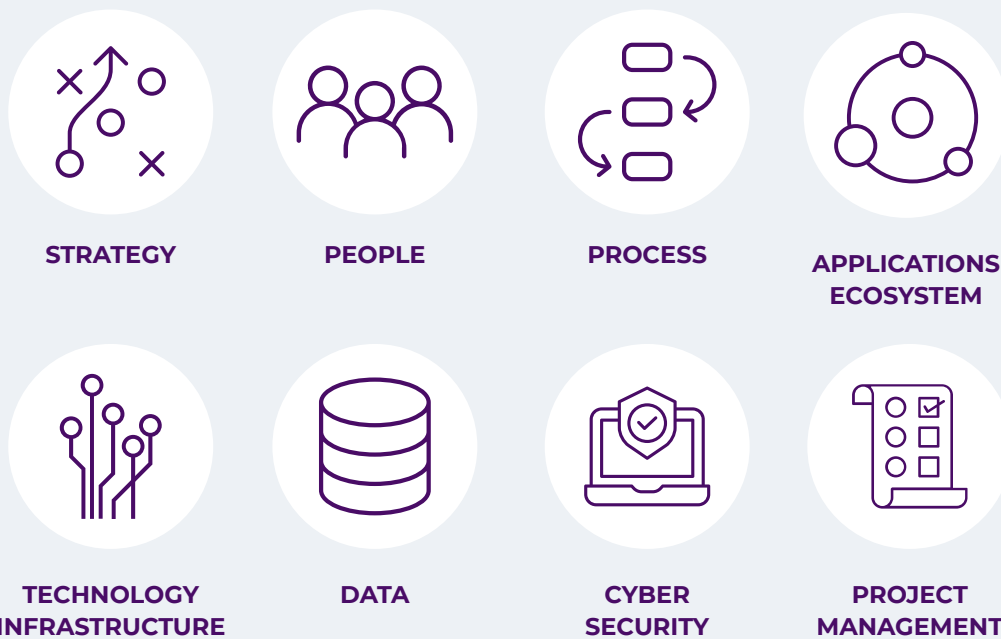 STRATEGY
PEOPLE
PROCESS
APPLICATIONS
ECOSYSTEM
TECHNOLOGY
INFRASTRUCTURE
DATA
CYBER
SECURITY
PROJECT
MANAGEMENT